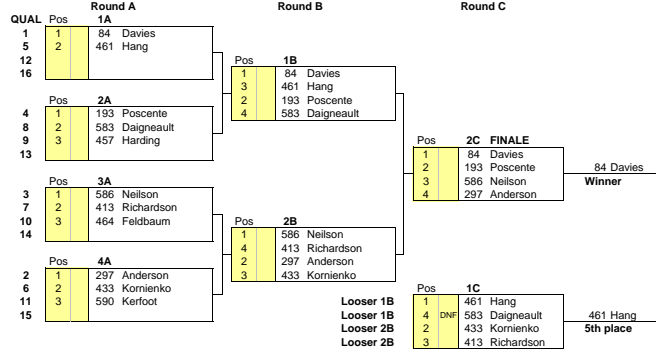 Round A Round B Round C
QUAL Pos 1A
1 1 84 Davies
5 2 461 Hang
12
16
Pos 2A
4 1 193 Poscente
8 2 583 Daigneault
9 3 457 Harding
13
Pos 3A
3 1 586 Neilson
7 2 413 Richardson
10 3 464 Feldbaum
14
Pos 4A
2 1 297 Anderson
6 2 433 Kornienko
11 3 590 Kerfoot
15
Pos 1B
1 84 Davies
3 461 Hang
2 193 Poscente
4 583 Daigneault
Pos 2B
1 586 Neilson
4 413 Richardson
2 297 Anderson
3 433 Kornienko
Pos 2C FINALE
1 84 Davies
2 193 Poscente
3 586 Neilson
4 297 Anderson
84 Davies
Winner
Pos 1C
Looser 1B 1 461 Hang
Looser 1B 4 DNF 583 Daigneault
Looser 2B 2 433 Kornienko
Looser 2B 3 413 Richardson
461 Hang
5th place